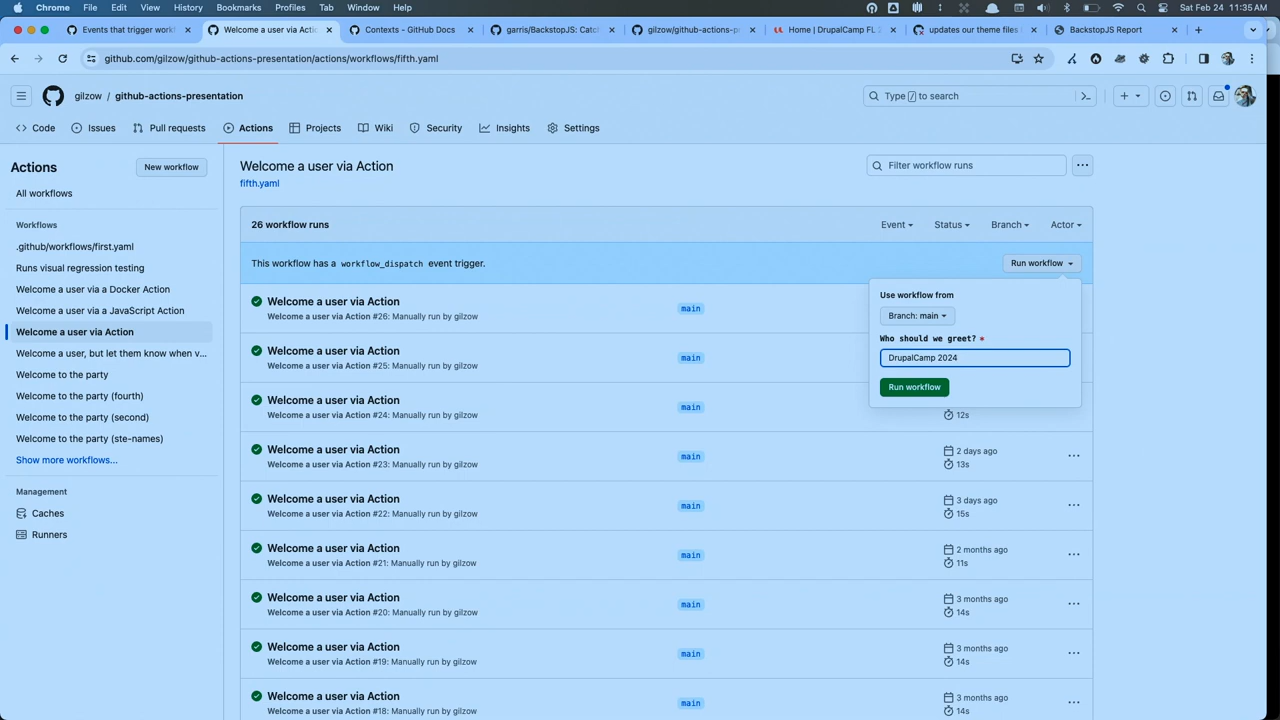 Chrome File Edit View History Bookmarks Profiles Tab Window Help Sat Feb 24 11:35 AM
Events that trigger workf Welcome a user via Actio Contexts - GitHub Docs garris/BackstopJS: Catch gilzow/github-actions-pr Home | DrupalCamp FL 2 updates our theme files BackstopJS Report
github.com/gilzow/github-actions-presentation/actions/workflows/fifth.yaml
gilzow / github-actions-presentation Type / to search
Code Issues Pull requests Actions Projects Wiki Security Insights Settings
Actions New workflow
All workflows
Workflows
.github/workflows/first.yaml
Runs visual regression testing
Welcome a user via a Docker Action
Welcome a user via a JavaScript Action
Welcome a user via Action
Welcome a user, but let them know when v...
Welcome to the party
Welcome to the party (fourth)
Welcome to the party (second)
Welcome to the party (ste-names)
Show more workflows...
Management
Caches
Runners
Welcome a user via Action
fifth.yaml
Filter workflow runs
26 workflow runs Event Status Branch Actor
This workflow has a workflow_dispatch event trigger. Run workflow
Use workflow from
Branch: main
Who should we greet? *
DrupalCamp 2024
Run workflow
Welcome a user via Action
Welcome a user via Action #26: Manually run by gilzow
main
Welcome a user via Action
Welcome a user via Action #25: Manually run by gilzow
main
Welcome a user via Action
Welcome a user via Action #24: Manually run by gilzow
main
12s
Welcome a user via Action
Welcome a user via Action #23: Manually run by gilzow
main
2 days ago
13s
Welcome a user via Action
Welcome a user via Action #22: Manually run by gilzow
main
3 days ago
15s
Welcome a user via Action
Welcome a user via Action #21: Manually run by gilzow
main
2 months ago
11s
Welcome a user via Action
Welcome a user via Action #20: Manually run by gilzow
main
3 months ago
14s
Welcome a user via Action
Welcome a user via Action #19: Manually run by gilzow
main
3 months ago
14s
Welcome a user via Action
Welcome a user via Action #18: Manually run by gilzow
main
3 months ago
14s